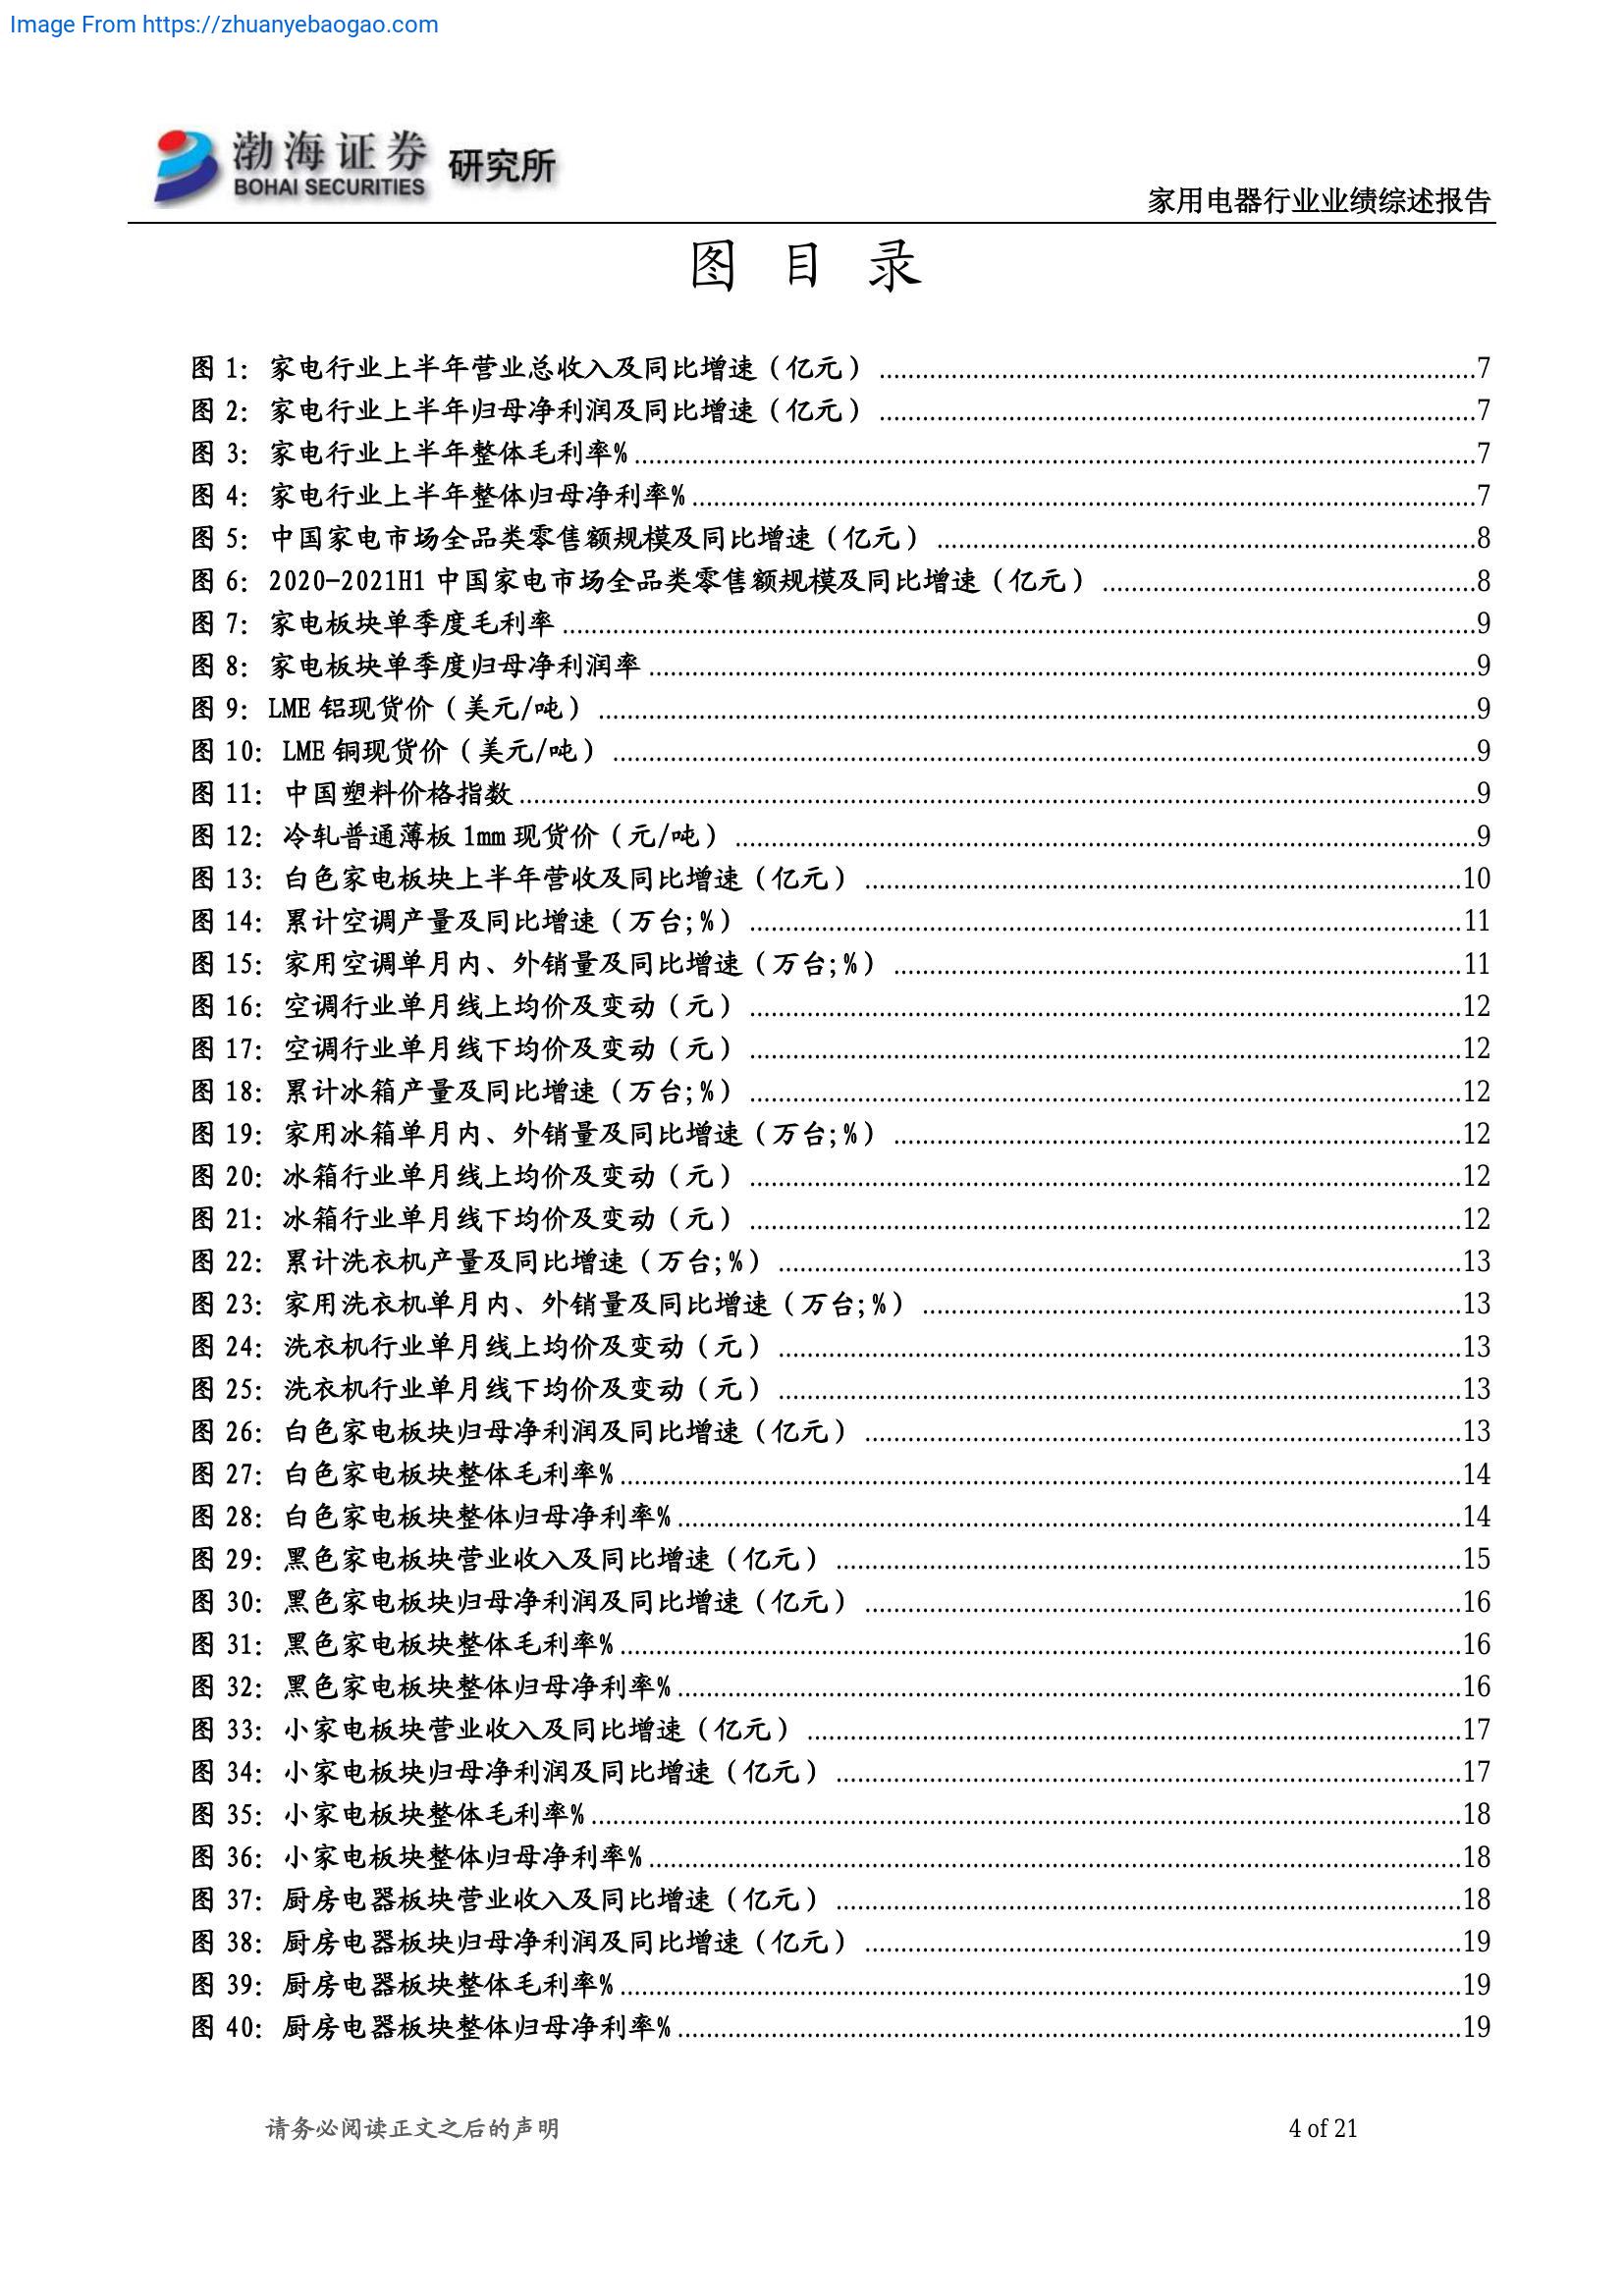 Image From https://zhuanyebaogao.com
渤海证券 研究所
BOHAI SECURITIES
家用电器行业业绩综述报告
图 目 录
图 1：家电行业上半年营业总收入及同比增速（亿元）....................7
图 2：家电行业上半年归母净利润及同比增速（亿元）....................7
图 3：家电行业上半年整体毛利率%....................7
图 4：家电行业上半年整体归母净利率%....................7
图 5：中国家电市场全品类零售额规模及同比增速（亿元）....................8
图 6：2020-2021H1 中国家电市场全品类零售额规模及同比增速（亿元）....................8
图 7：家电板块单季度毛利率....................9
图 8：家电板块单季度归母净利润率....................9
图 9：LME 铝现货价（美元/吨）....................9
图 10：LME 铜现货价（美元/吨）....................9
图 11：中国塑料价格指数....................9
图 12：冷轧普通薄板 1mm 现货价（元/吨）....................9
图 13：白色家电板块上半年营收及同比增速（亿元）....................10
图 14：累计空调产量及同比增速（万台;%）....................11
图 15：家用空调单月内、外销量及同比增速（万台;%）....................11
图 16：空调行业单月线上均价及变动（元）....................12
图 17：空调行业单月线下均价及变动（元）....................12
图 18：累计冰箱产量及同比增速（万台;%）....................12
图 19：家用冰箱单月内、外销量及同比增速（万台;%）....................12
图 20：冰箱行业单月线上均价及变动（元）....................12
图 21：冰箱行业单月线下均价及变动（元）....................12
图 22：累计洗衣机产量及同比增速（万台;%）....................13
图 23：家用洗衣机单月内、外销量及同比增速（万台;%）....................13
图 24：洗衣机行业单月线上均价及变动（元）....................13
图 25：洗衣机行业单月线下均价及变动（元）....................13
图 26：白色家电板块归母净利润及同比增速（亿元）....................13
图 27：白色家电板块整体毛利率%....................14
图 28：白色家电板块整体归母净利率%....................14
图 29：黑色家电板块营业收入及同比增速（亿元）....................15
图 30：黑色家电板块归母净利润及同比增速（亿元）....................16
图 31：黑色家电板块整体毛利率%....................16
图 32：黑色家电板块整体归母净利率%....................16
图 33：小家电板块营业收入及同比增速（亿元）....................17
图 34：小家电板块归母净利润及同比增速（亿元）....................17
图 35：小家电板块整体毛利率%....................18
图 36：小家电板块整体归母净利率%....................18
图 37：厨房电器板块营业收入及同比增速（亿元）....................18
图 38：厨房电器板块归母净利润及同比增速（亿元）....................19
图 39：厨房电器板块整体毛利率%....................19
图 40：厨房电器板块整体归母净利率%....................19
请务必阅读正文之后的声明 4 of 21